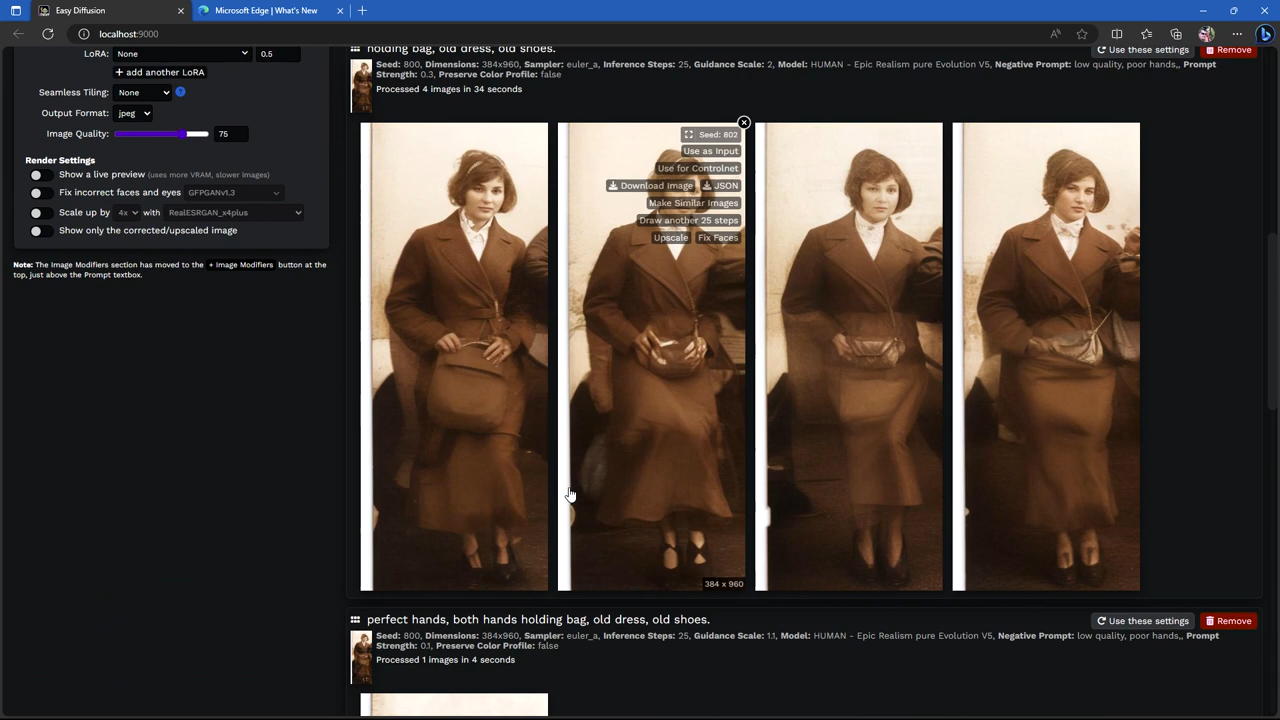 Easy Diffusion
Microsoft Edge | What's New
localhost:9000
LoRA: None 0.5
+ add another LoRA
Seamless Tiling: None ?
Output Format: jpeg
Image Quality: 75
Render Settings
Show a live preview (uses more VRAM, slower images)
Fix incorrect faces and eyes GFPGANv1.3
Scale up by 4x with RealESRGAN_x4plus
Show only the corrected/upscaled image
Note: The Image Modifiers section has moved to the + Image Modifiers button at the
top, just above the Prompt textbox.
holding bag, old dress, old shoes.
Use these settings Remove
Seed: 800, Dimensions: 384x960, Sampler: euler_a, Inference Steps: 25, Guidance Scale: 2, Model: HUMAN - Epic Realism pure Evolution V5, Negative Prompt: low quality, poor hands,, Prompt
Strength: 0.3, Preserve Color Profile: false
Processed 4 images in 34 seconds
Seed: 802
Use as Input
Use for Controlnet
Download Image JSON
Make Similar Images
Draw another 25 steps
Upscale Fix Faces
384 x 960
perfect hands, both hands holding bag, old dress, old shoes.
Use these settings Remove
Seed: 800, Dimensions: 384x960, Sampler: euler_a, Inference Steps: 25, Guidance Scale: 1.1, Model: HUMAN - Epic Realism pure Evolution V5, Negative Prompt: low quality, poor hands,, Prompt
Strength: 0.1, Preserve Color Profile: false
Processed 1 images in 4 seconds